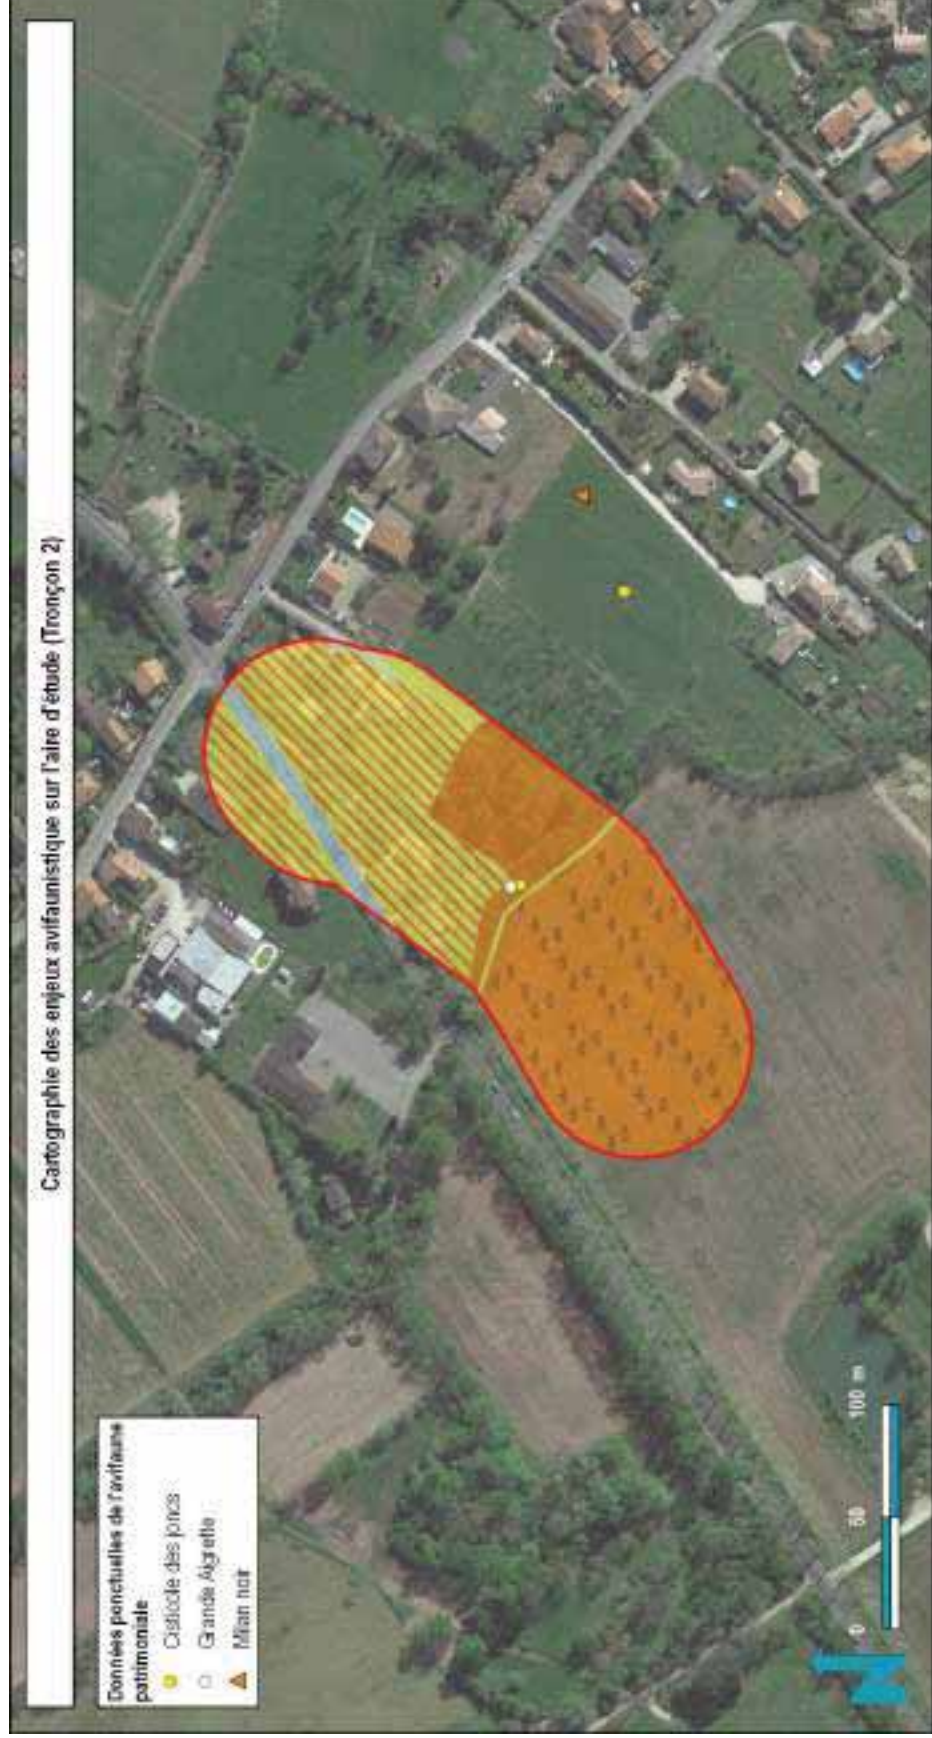 Cartographie des enjeux avifaunistique sur l'aire d'étude (Tronçon 2)
Données ponctuelles de l'avifaune
patrimoniale
Cisticole des joncs
Grande Aigrette
Milan noir
0 50 100 m
N